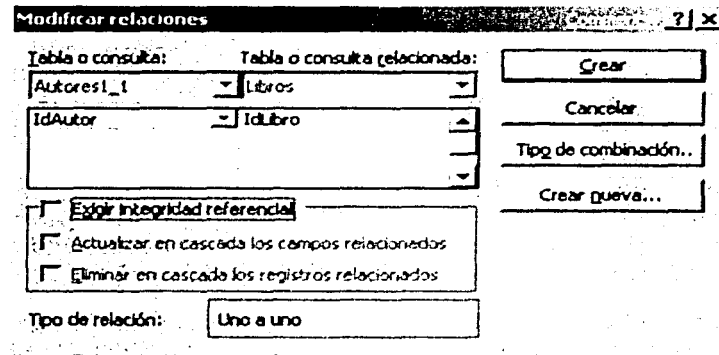 Modificar relaciones ? ×
Tabla o consulta: Tabla o consulta relacionada:
Autores1_1 Libros
IdAutor IdLibro
Crear
Cancelar
Tipo de combinación..
Crear nueva...
Exigir integridad referencial
Actualizar en cascada los campos relacionados
Eliminar en cascada los registros relacionados
Tipo de relación: Uno a uno